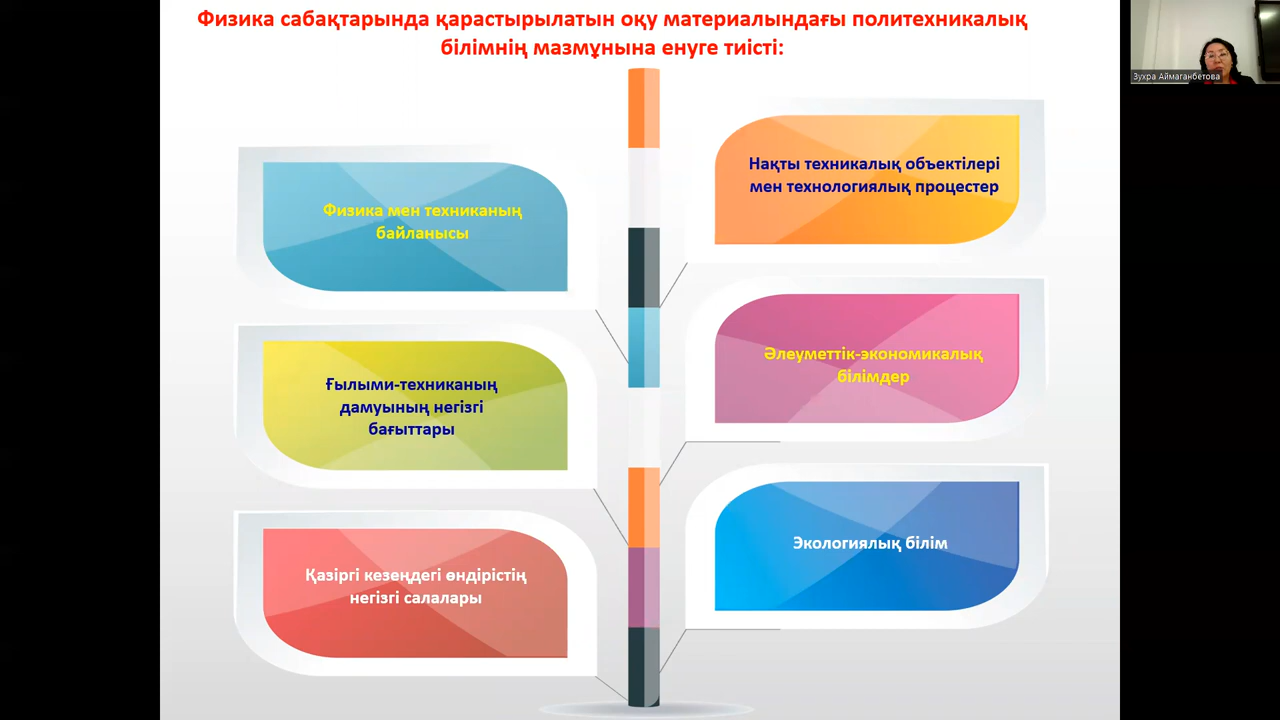 Физика сабақтарында қарастырылатын оқу материалындағы политехникалық
білімнің мазмұнына енуге тиісті:
Зухра Аймаганбетова
Физика мен техниканың
байланысы
Нақты техникалық объектілері
мен технологиялық процестер
Ғылыми-техниканың
дамуының негізгі
бағыттары
Әлеуметтік-экономикалық
білімдер
Қазіргі кезеңдегі өндірістің
негізгі салалары
Экологиялық білім